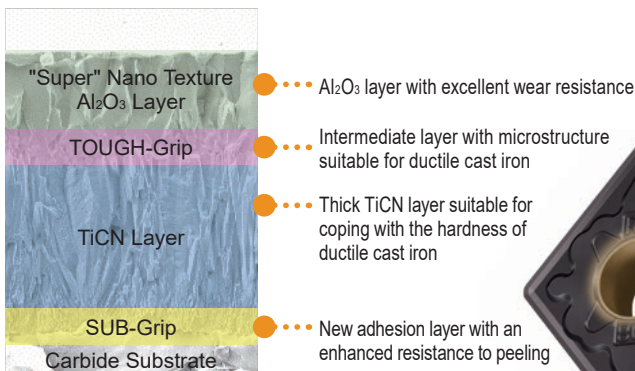 "Super" Nano Texture
Al₂O₃ Layer
Al₂O₃ layer with excellent wear resistance
TOUGH-Grip
Intermediate layer with microstructure
suitable for ductile cast iron
TiCN Layer
Thick TiCN layer suitable for
coping with the hardness of
ductile cast iron
SUB-Grip
New adhesion layer with an
enhanced resistance to peeling
Carbide Substrate